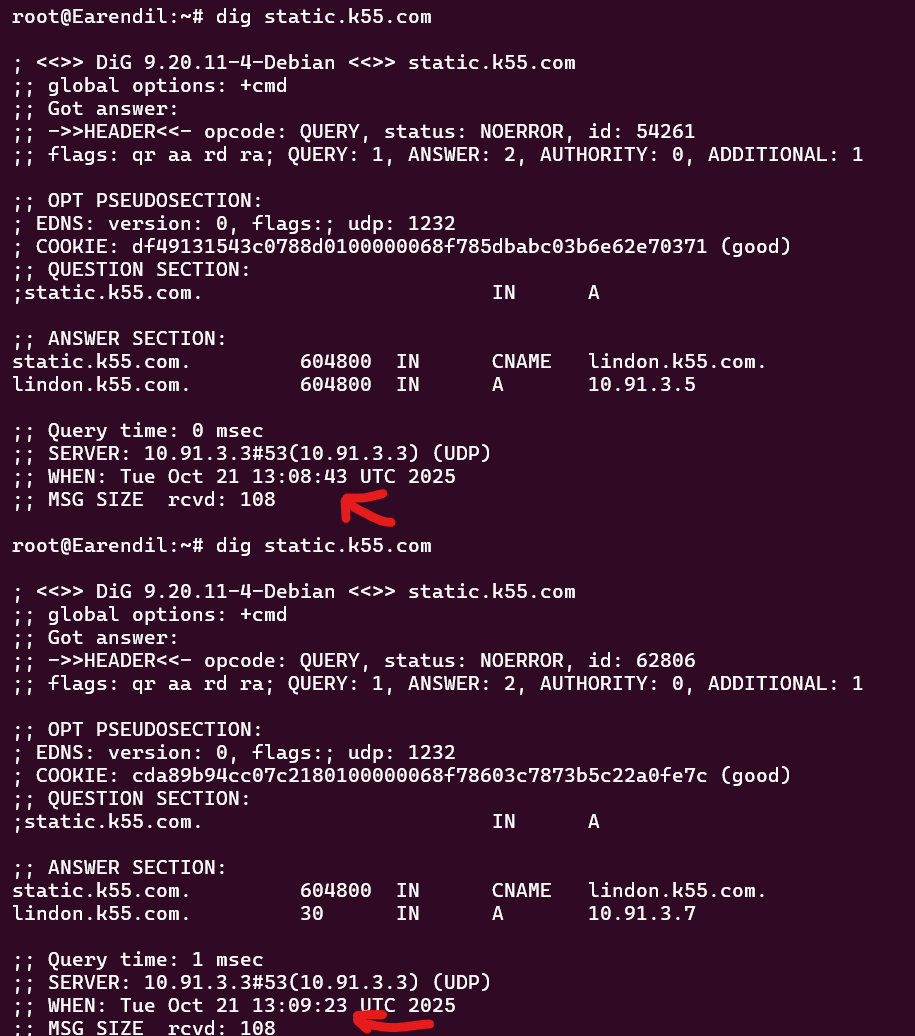 root@Earendil:~# dig static.k55.com
; <<>> DiG 9.20.11-4-Debian <<>> static.k55.com
;; global options: +cmd
;; Got answer:
;; ->>HEADER<<- opcode: QUERY, status: NOERROR, id: 54261
;; flags: qr aa rd ra; QUERY: 1, ANSWER: 2, AUTHORITY: 0, ADDITIONAL: 1
;; OPT PSEUDOSECTION:
; EDNS: version: 0, flags:; udp: 1232
; COOKIE: df49131543c0788d0100000068f785dbabc03b6e62e70371 (good)
;; QUESTION SECTION:
;static.k55.com. IN A
;; ANSWER SECTION:
static.k55.com. 604800 IN CNAME lindon.k55.com.
lindon.k55.com. 604800 IN A 10.91.3.5
;; Query time: 0 msec
;; SERVER: 10.91.3.3#53(10.91.3.3) (UDP)
;; WHEN: Tue Oct 21 13:08:43 UTC 2025
;; MSG SIZE rcvd: 108
root@Earendil:~# dig static.k55.com
; <<>> DiG 9.20.11-4-Debian <<>> static.k55.com
;; global options: +cmd
;; Got answer:
;; ->>HEADER<<- opcode: QUERY, status: NOERROR, id: 62806
;; flags: qr aa rd ra; QUERY: 1, ANSWER: 2, AUTHORITY: 0, ADDITIONAL: 1
;; OPT PSEUDOSECTION:
; EDNS: version: 0, flags:; udp: 1232
; COOKIE: cda89b94cc07c2180100000068f78603c7873b5c22a0fe7c (good)
;; QUESTION SECTION:
;static.k55.com. IN A
;; ANSWER SECTION:
static.k55.com. 604800 IN CNAME lindon.k55.com.
lindon.k55.com. 30 IN A 10.91.3.7
;; Query time: 1 msec
;; SERVER: 10.91.3.3#53(10.91.3.3) (UDP)
;; WHEN: Tue Oct 21 13:09:23 UTC 2025
;; MSG SIZE rcvd: 108